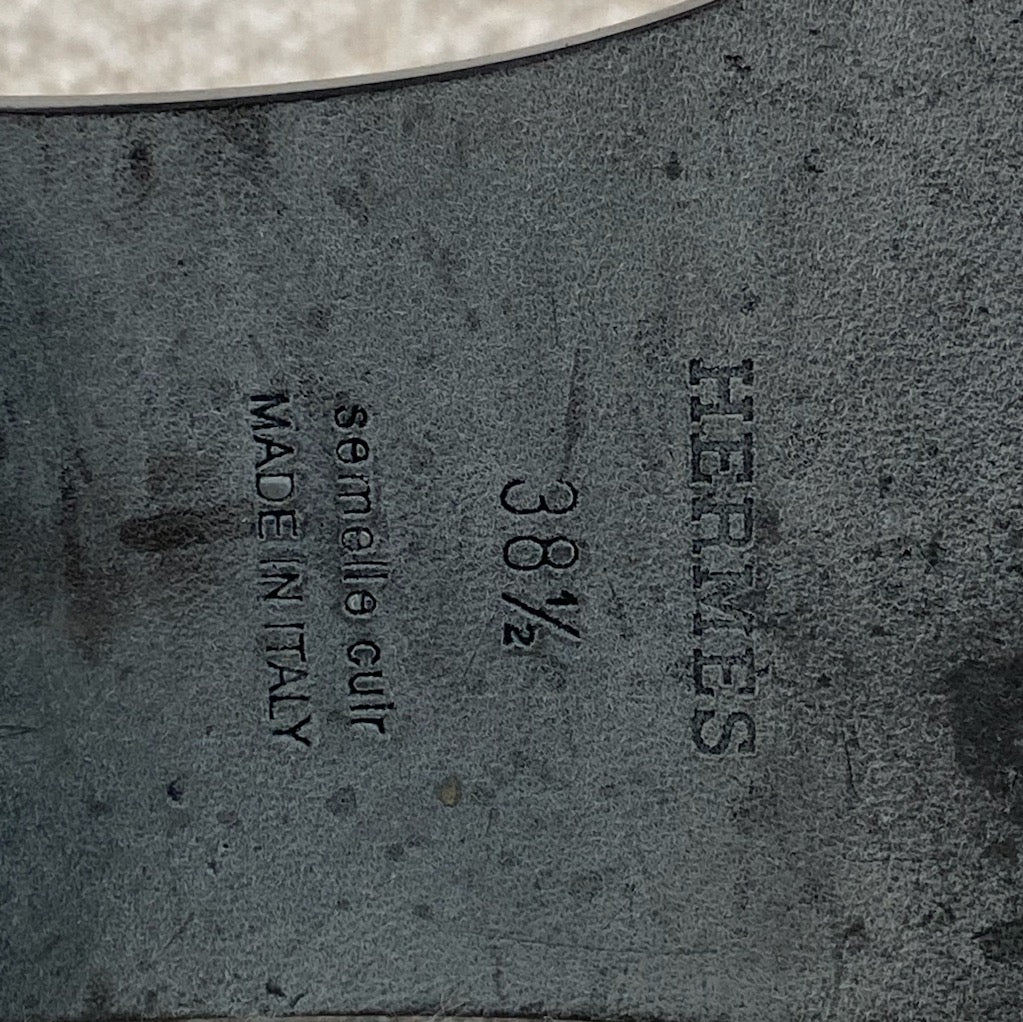 HERMES
38½
semelle cuir
MADE IN ITALY